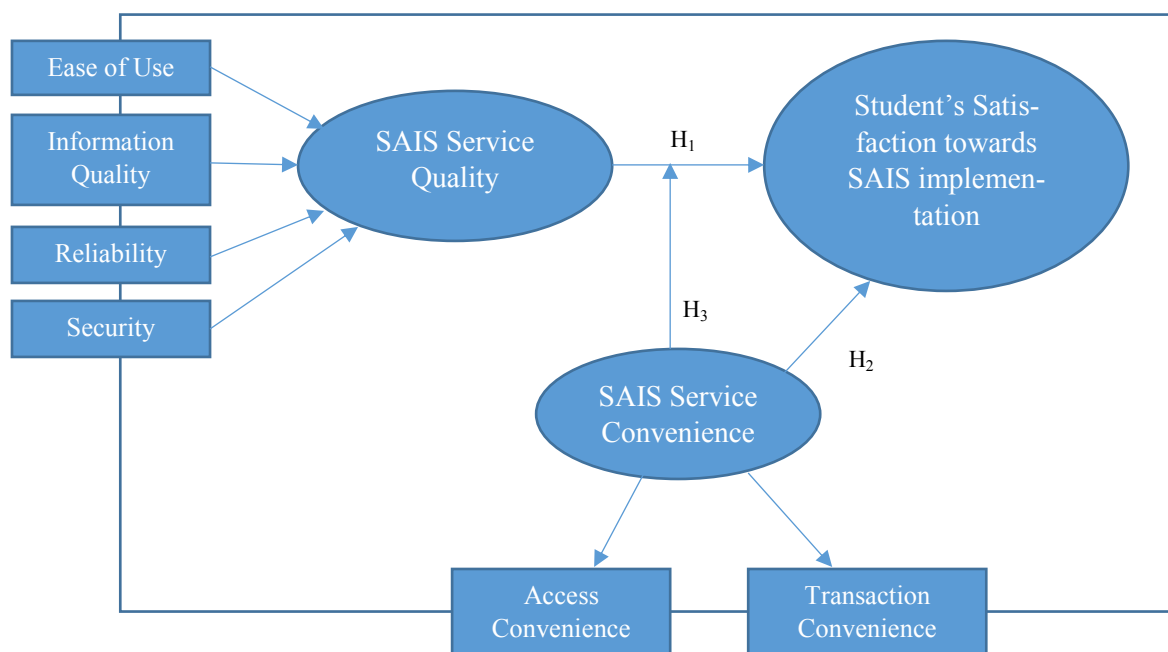 Ease of Use
Information
Quality
Reliability
Security
SAIS Service
Quality
H₁
Student’s Satis-
faction towards
SAIS implemen-
tation
H₃
H₂
SAIS Service
Convenience
Access
Convenience
Transaction
Convenience